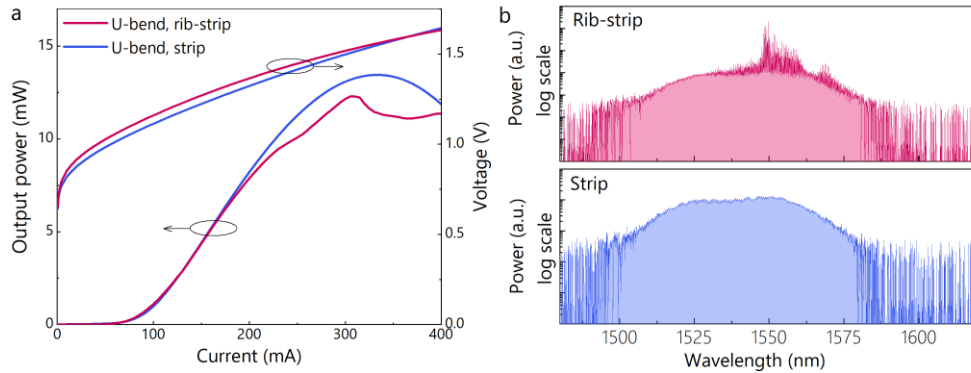 a
U-bend, rib-strip
U-bend, strip
15
10
5
0
Output power (mW)
0
100
200
300
400
Current (mA)
1.5
1.0
0.5
0.0
Voltage (V)
b
Rib-strip
Power (a.u.)
log scale
Strip
Power (a.u.)
log scale
1500
1525
1550
1575
1600
Wavelength (nm)